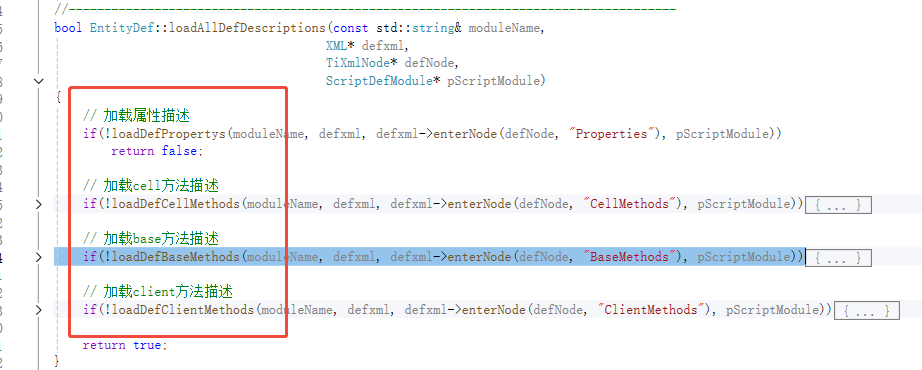 //------------------------------------------------------------------------------------
bool EntityDef::loadAllDefDescriptions(const std::string& moduleName,
XML* defxml,
TiXmlNode* defNode,
ScriptDefModule* pScriptModule)
{
// 加载属性描述
if(!loadDefPropertys(moduleName, defxml, defxml->enterNode(defNode, "Properties"), pScriptModule))
return false;
// 加载cell方法描述
if(!loadDefCellMethods(moduleName, defxml, defxml->enterNode(defNode, "CellMethods"), pScriptModule)) { ... }
// 加载base方法描述
if(!loadDefBaseMethods(moduleName, defxml, defxml->enterNode(defNode, "BaseMethods"), pScriptModule)) { ... }
// 加载client方法描述
if(!loadDefClientMethods(moduleName, defxml, defxml->enterNode(defNode, "ClientMethods"), pScriptModule)) { ... }
return true;
}